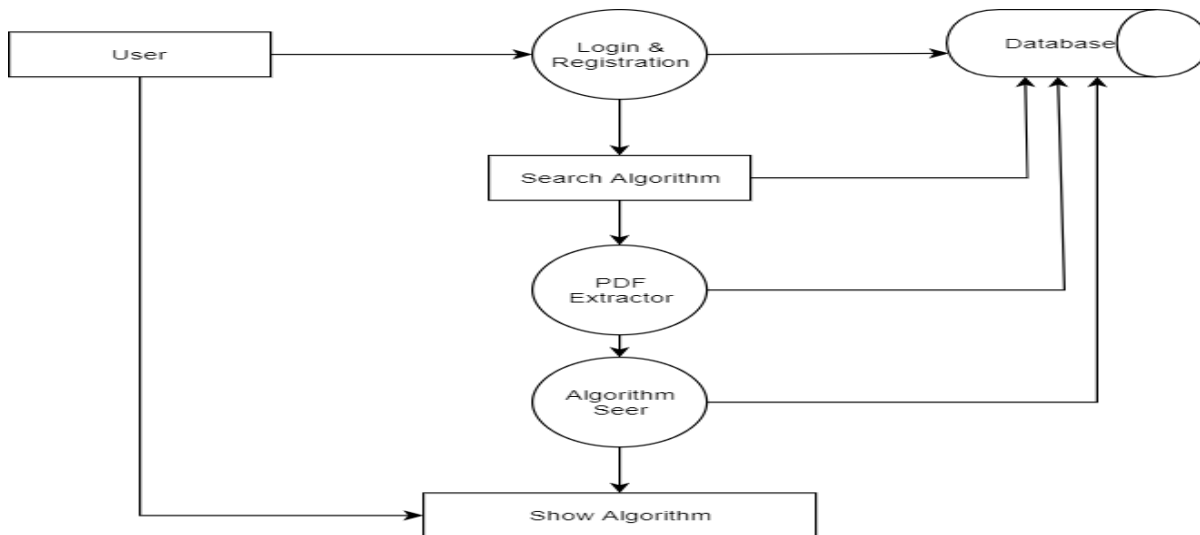 User
Login &
Registration
Database
Search Algorithm
PDF
Extractor
Algorithm
Seer
Show Algorithm